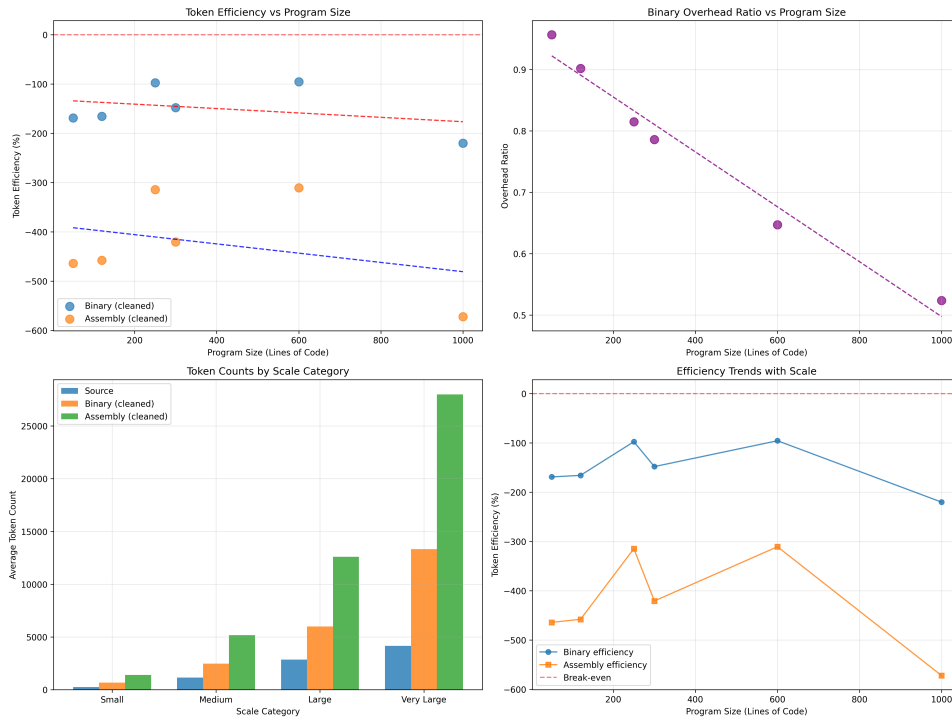 Token Efficiency vs Program Size
Token Efficiency (%)
0
−100
−200
−300
−400
−500
−600
Binary (cleaned)
Assembly (cleaned)
200 400 600 800 1000
Program Size (Lines of Code)
Binary Overhead Ratio vs Program Size
Overhead Ratio
0.9
0.8
0.7
0.6
0.5
200 400 600 800 1000
Program Size (Lines of Code)
Token Counts by Scale Category
Average Token Count
Source
Binary (cleaned)
Assembly (cleaned)
25000
20000
15000
10000
5000
0
Small Medium Large Very Large
Scale Category
Efficiency Trends with Scale
Token Efficiency (%)
0
−100
−200
−300
−400
−500
−600
Binary efficiency
Assembly efficiency
Break-even
200 400 600 800 1000
Program Size (Lines of Code)